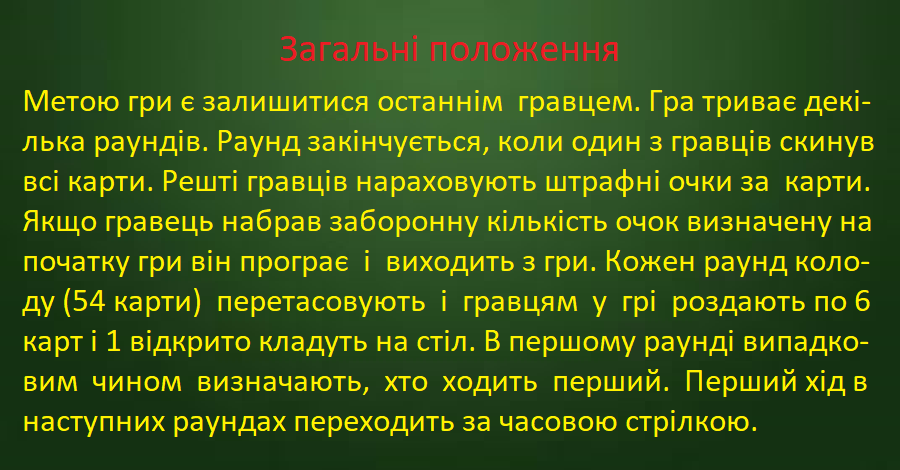 Загальні положення
Метою гри є залишитися останнім гравцем. Гра триває декі-
лька раундів. Раунд закінчується, коли один з гравців скинув
всі карти. Решті гравців нараховують штрафні очки за карти.
Якщо гравець набрав заборонну кількість очок визначену на
початку гри він програє і виходить з гри. Кожен раунд коло-
ду (54 карти) перетасовують і гравцям у грі роздають по 6
карт і 1 відкрито кладуть на стіл. В першому раунді випадко-
вим чином визначають, хто ходить перший. Перший хід в
наступних раундах переходить за часовою стрілкою.